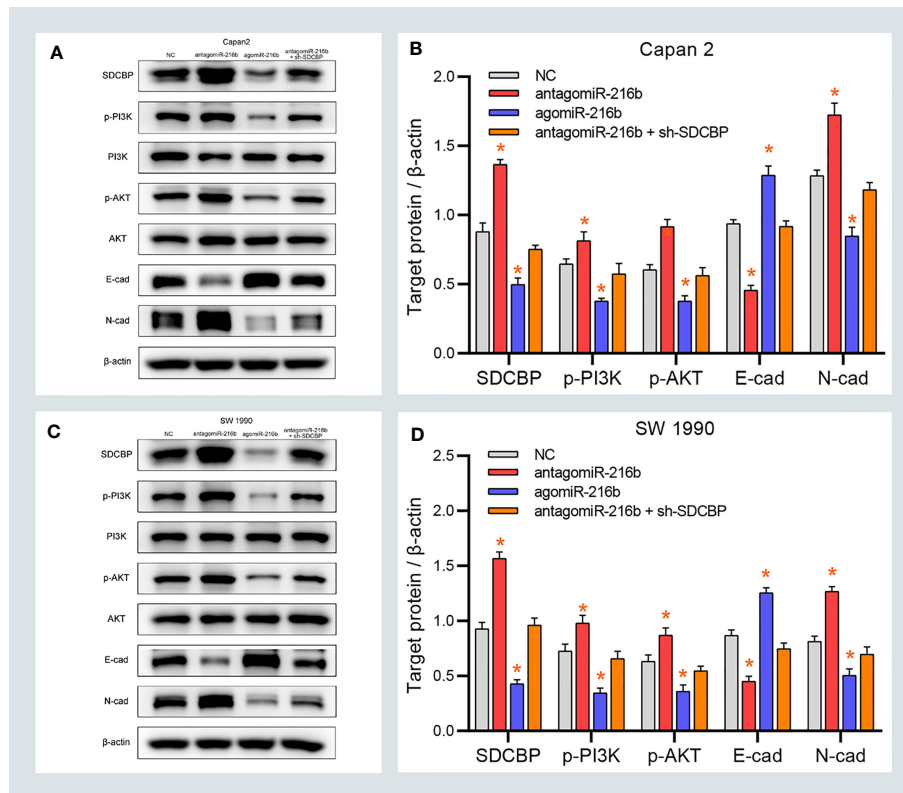 A
Capan2
NC antagomiR-216b agomiR-216b antagomiR-216b
+ sh-SDCBP
SDCBP
p-PI3K
PI3K
p-AKT
AKT
E-cad
N-cad
β-actin
B
Capan 2
NC
antagomiR-216b
agomiR-216b
antagomiR-216b + sh-SDCBP
Target protein / β-actin
2.0
1.5
1.0
0.5
0.0
* * * * * * * * *
SDCBP p-PI3K p-AKT E-cad N-cad
C
SW 1990
NC antagomiR-216b agomiR-216b antagomiR-216b
+ sh-SDCBP
SDCBP
p-PI3K
PI3K
p-AKT
AKT
E-cad
N-cad
β-actin
D
SW 1990
NC
antagomiR-216b
agomiR-216b
antagomiR-216b + sh-SDCBP
Target protein / β-actin
2.5
2.0
1.5
1.0
0.5
0.0
* * * * * * * * * *
SDCBP p-PI3K p-AKT E-cad N-cad